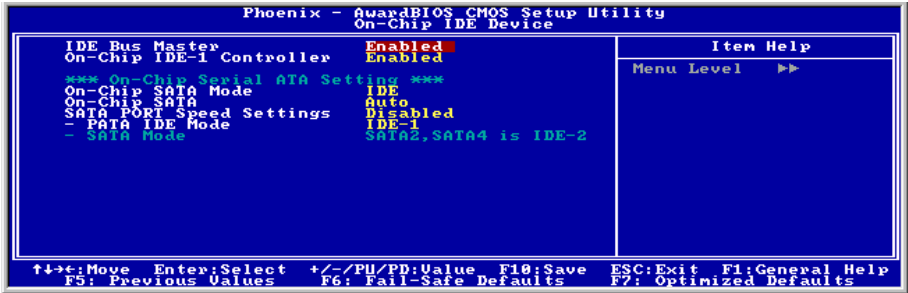 Phoenix - AwardBIOS CMOS Setup Utility
On-Chip IDE Device
IDE Bus Master Enabled
On-Chip IDE-1 Controller Enabled
*** On-Chip Serial ATA Setting ***
On-Chip SATA Mode IDE
On-Chip SATA Auto
SATA PORT Speed Settings Disabled
- PATA IDE Mode IDE-1
- SATA Mode SATA2,SATA4 is IDE-2
Item Help
Menu Level ▶▶
↑↓→←:Move Enter:Select +/-/PU/PD:Value F10:Save ESC:Exit F1:General Help
F5: Previous Values F6: Fail-Safe Defaults F7: Optimized Defaults